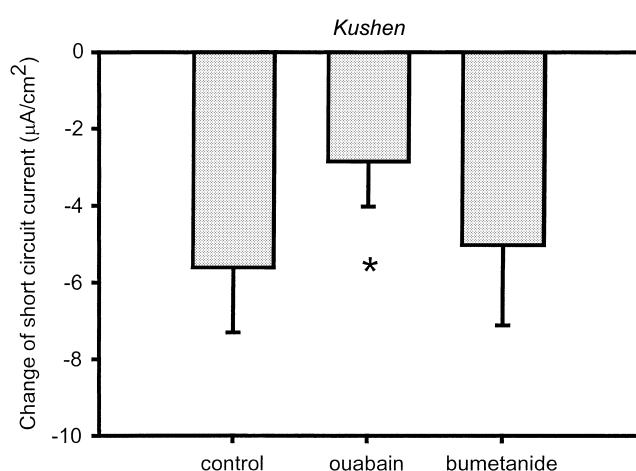 Kushen
Change of short circuit current (µA/cm2)
0
-2
-4
-6
-8
-10
*
control
ouabain
bumetanide